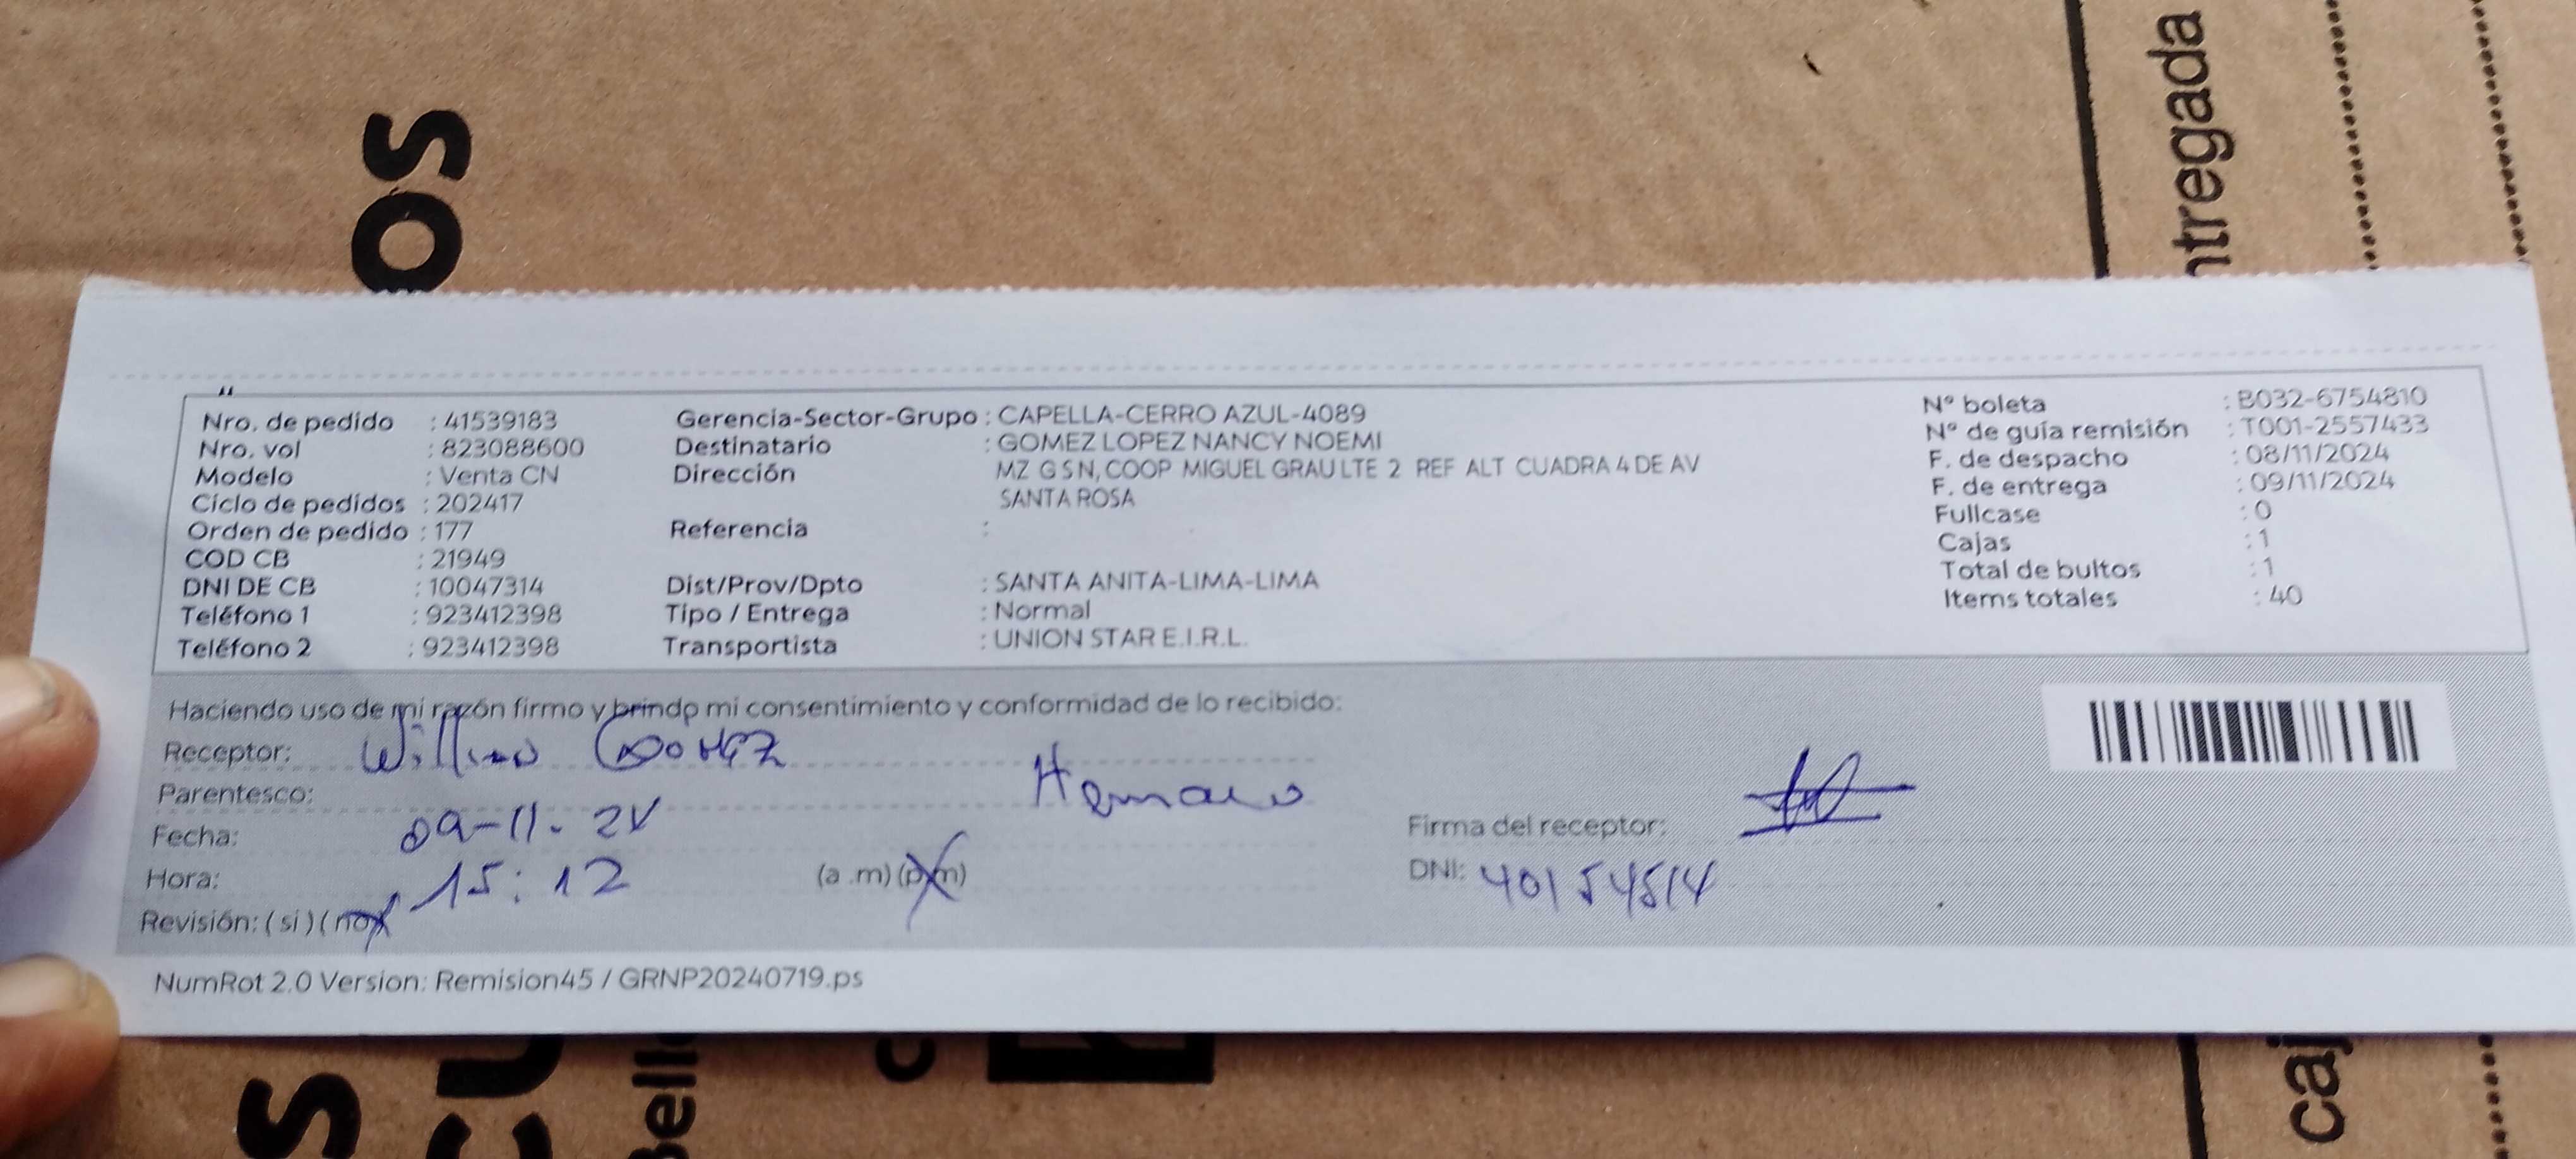 os
ntregada
Nro. de pedido : 41539183
Nro. vol : 823088600
Modelo : Venta CN
Ciclo de pedidos : 202417
Orden de pedido : 177
COD CB : 21949
DNI DE CB : 10047314
Teléfono 1 : 923412398
Teléfono 2 : 923412398
Gerencia-Sector-Grupo : CAPELLA-CERRO AZUL-4089
Destinatario : GOMEZ LOPEZ NANCY NOEMI
Dirección MZ G SN, COOP MIGUEL GRAU LTE 2 REF ALT CUADRA 4 DE AV
SANTA ROSA
Referencia :
Dist/Prov/Dpto : SANTA ANITA-LIMA-LIMA
Tipo / Entrega : Normal
Transportista : UNION STAR E.I.R.L.
N° boleta : B032-6754810
N° de guía remisión : T001-2557433
F. de despacho : 08/11/2024
F. de entrega : 09/11/2024
Fullcase : 0
Cajas : 1
Total de bultos : 1
Items totales : 40
Haciendo uso de mi razón firmo y brindo mi consentimiento y conformidad de lo recibido:
Receptor: Gomez
Parentesco: Hermano
Fecha: 09-11-24
Hora: 15:12 (a.m) (p.m)
Revisión: (si) (no)
Firma del receptor:
DNI: 40154514
NumRot 2.0 Version: Remision45 / GRNP20240719.ps
Bell
caj